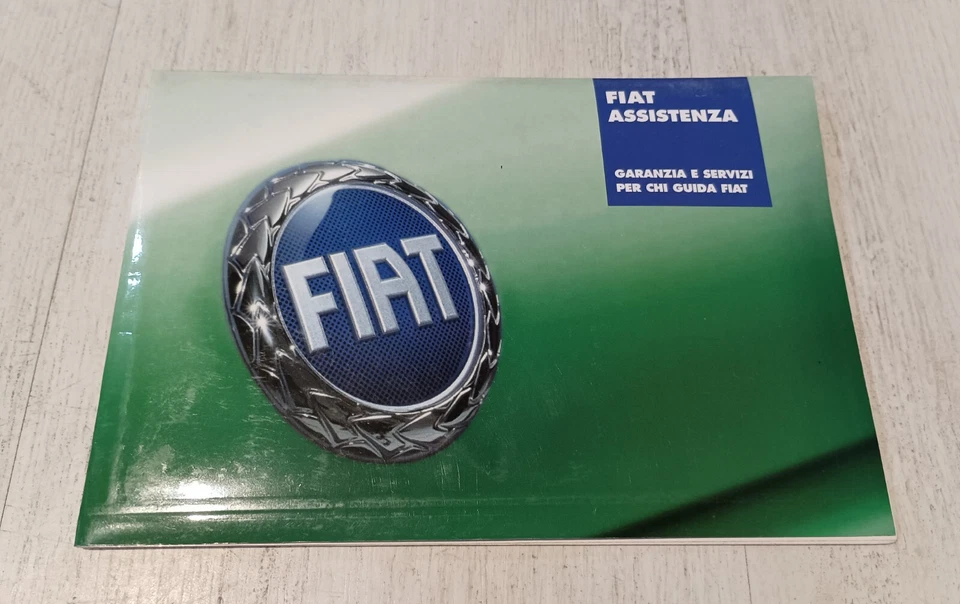 FIAT
ASSISTENZA
GARANZIA E SERVIZI
PER CHI GUIDA FIAT
FIAT